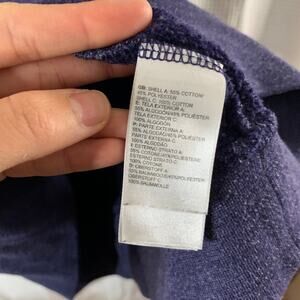 GB: SHELL A: 55% COTTON/
45% POLYESTER
SHELL C: 100% COTTON
E: TELA EXTERIOR A:
55% ALGODÓN/45% POLIÉSTER
TELA EXTERIOR C:
100% ALGODÓN
P: PARTE EXTERNA A:
55% ALGODÃO/45% POLIÉSTER
PARTE EXTERNA C:
100% ALGODÃO
I: ESTERNO STRATO A:
55% COTONE/45% POLIESTERE
ESTERNO STRATO C:
100% COTONE
D: OBERSTOFF A:
55% BAUMWOLLE/45% POLYESTER
OBERSTOFF C:
100% BAUMWOLLE